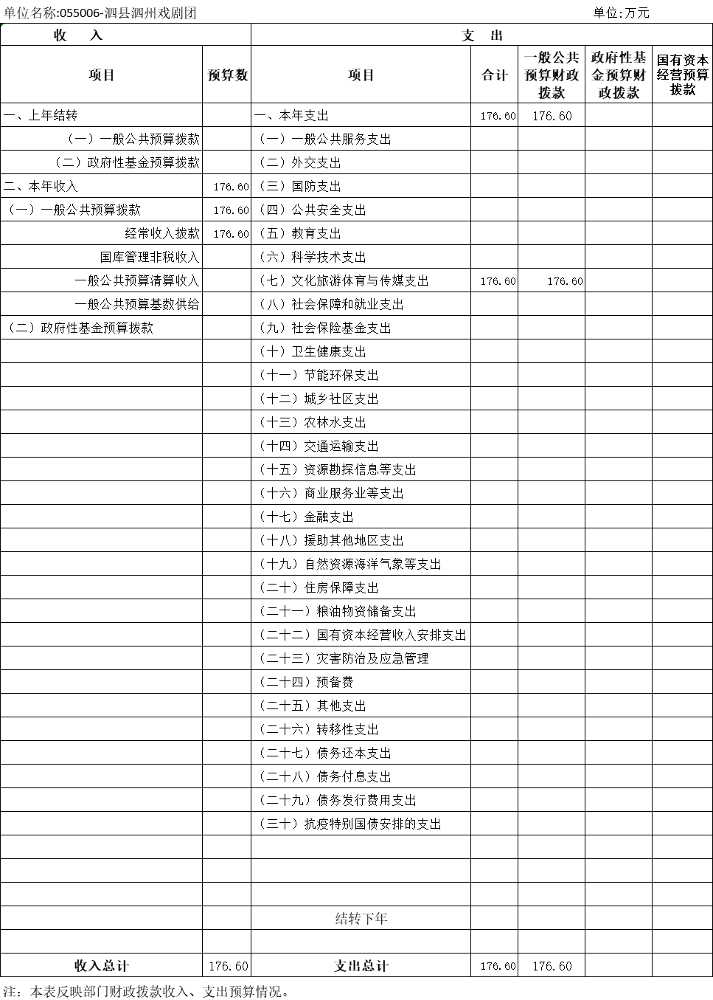 单位名称:055006-泗县泗州戏剧团 单位:万元
收 入 支 出
项目 预算数 项目 合计 一般公共预算财政拨款 政府性基金预算财政拨款 国有资本经营预算拨款
一、上年结转 一、本年支出 176.60 176.60
（一）一般公共预算拨款 （一）一般公共服务支出
（二）政府性基金预算拨款 （二）外交支出
二、本年收入 176.60 （三）国防支出
（一）一般公共预算拨款 176.60 （四）公共安全支出
经常收入拨款 176.60 （五）教育支出
国库管理非税收入 （六）科学技术支出
一般公共预算清算收入 （七）文化旅游体育与传媒支出 176.60 176.60
一般公共预算基数供给 （八）社会保障和就业支出
（二）政府性基金预算拨款 （九）社会保险基金支出
（十）卫生健康支出
（十一）节能环保支出
（十二）城乡社区支出
（十三）农林水支出
（十四）交通运输支出
（十五）资源勘探信息等支出
（十六）商业服务业等支出
（十七）金融支出
（十八）援助其他地区支出
（十九）自然资源海洋气象等支出
（二十）住房保障支出
（二十一）粮油物资储备支出
（二十二）国有资本经营收入安排支出
（二十三）灾害防治及应急管理
（二十四）预备费
（二十五）其他支出
（二十六）转移性支出
（二十七）债务还本支出
（二十八）债务付息支出
（二十九）债务发行费用支出
（三十）抗疫特别国债安排的支出
结转下年
收入总计 176.60 支出总计 176.60 176.60
注：本表反映部门财政拨款收入、支出预算情况。